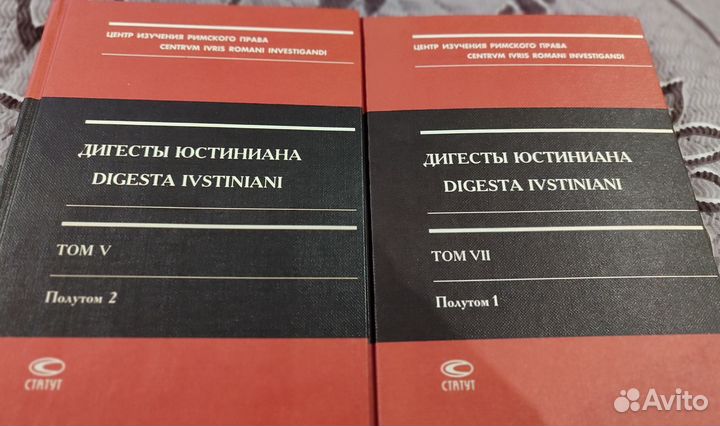 ЦЕНТР ИЗУЧЕНИЯ РИМСКОГО ПРАВА
CENTRVM IVRIS ROMANI INVESTIGANDI
ДИГЕСТЫ ЮСТИНИАНА
DIGESTA IVSTINIANI
ТОМ V
Полутом 2
СТАТУТ
ЦЕНТР ИЗУЧЕНИЯ РИМСКОГО ПРАВА
CENTRVM IVRIS ROMANI INVESTIGANDI
ДИГЕСТЫ ЮСТИНИАНА
DIGESTA IVSTINIANI
ТОМ VII
Полутом 1
СТАТУТ
Avito